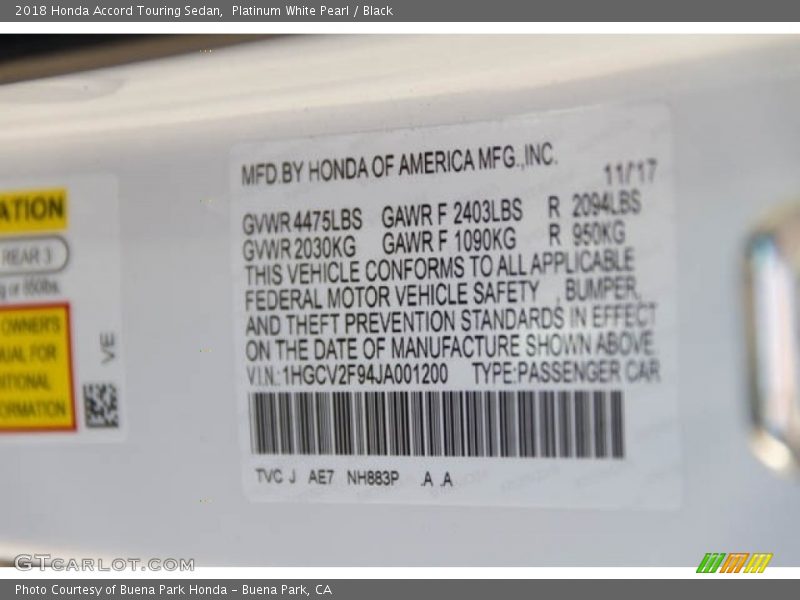 2018 Honda Accord Touring Sedan,  Platinum White Pearl / Black
MFD.BY HONDA OF AMERICA MFG.,INC.
11/17
GVWR 4475LBS GAWR F 2403LBS R 2094LBS
GVWR 2030KG GAWR F 1090KG R 950KG
THIS VEHICLE CONFORMS TO ALL APPLICABLE
FEDERAL MOTOR VEHICLE SAFETY , BUMPER,
AND THEFT PREVENTION STANDARDS IN EFFECT
ON THE DATE OF MANUFACTURE SHOWN ABOVE.
V.I.N.:1HGCV2F94JA001200 TYPE:PASSENGER CAR
TVC J AE7 NH883P .A .A
ATION
REAR 3
OWNER'S
UAL FOR
ITIONAL
ORMATION
VE
GTCARLOT.COM
Photo Courtesy of Buena Park Honda - Buena Park, CA